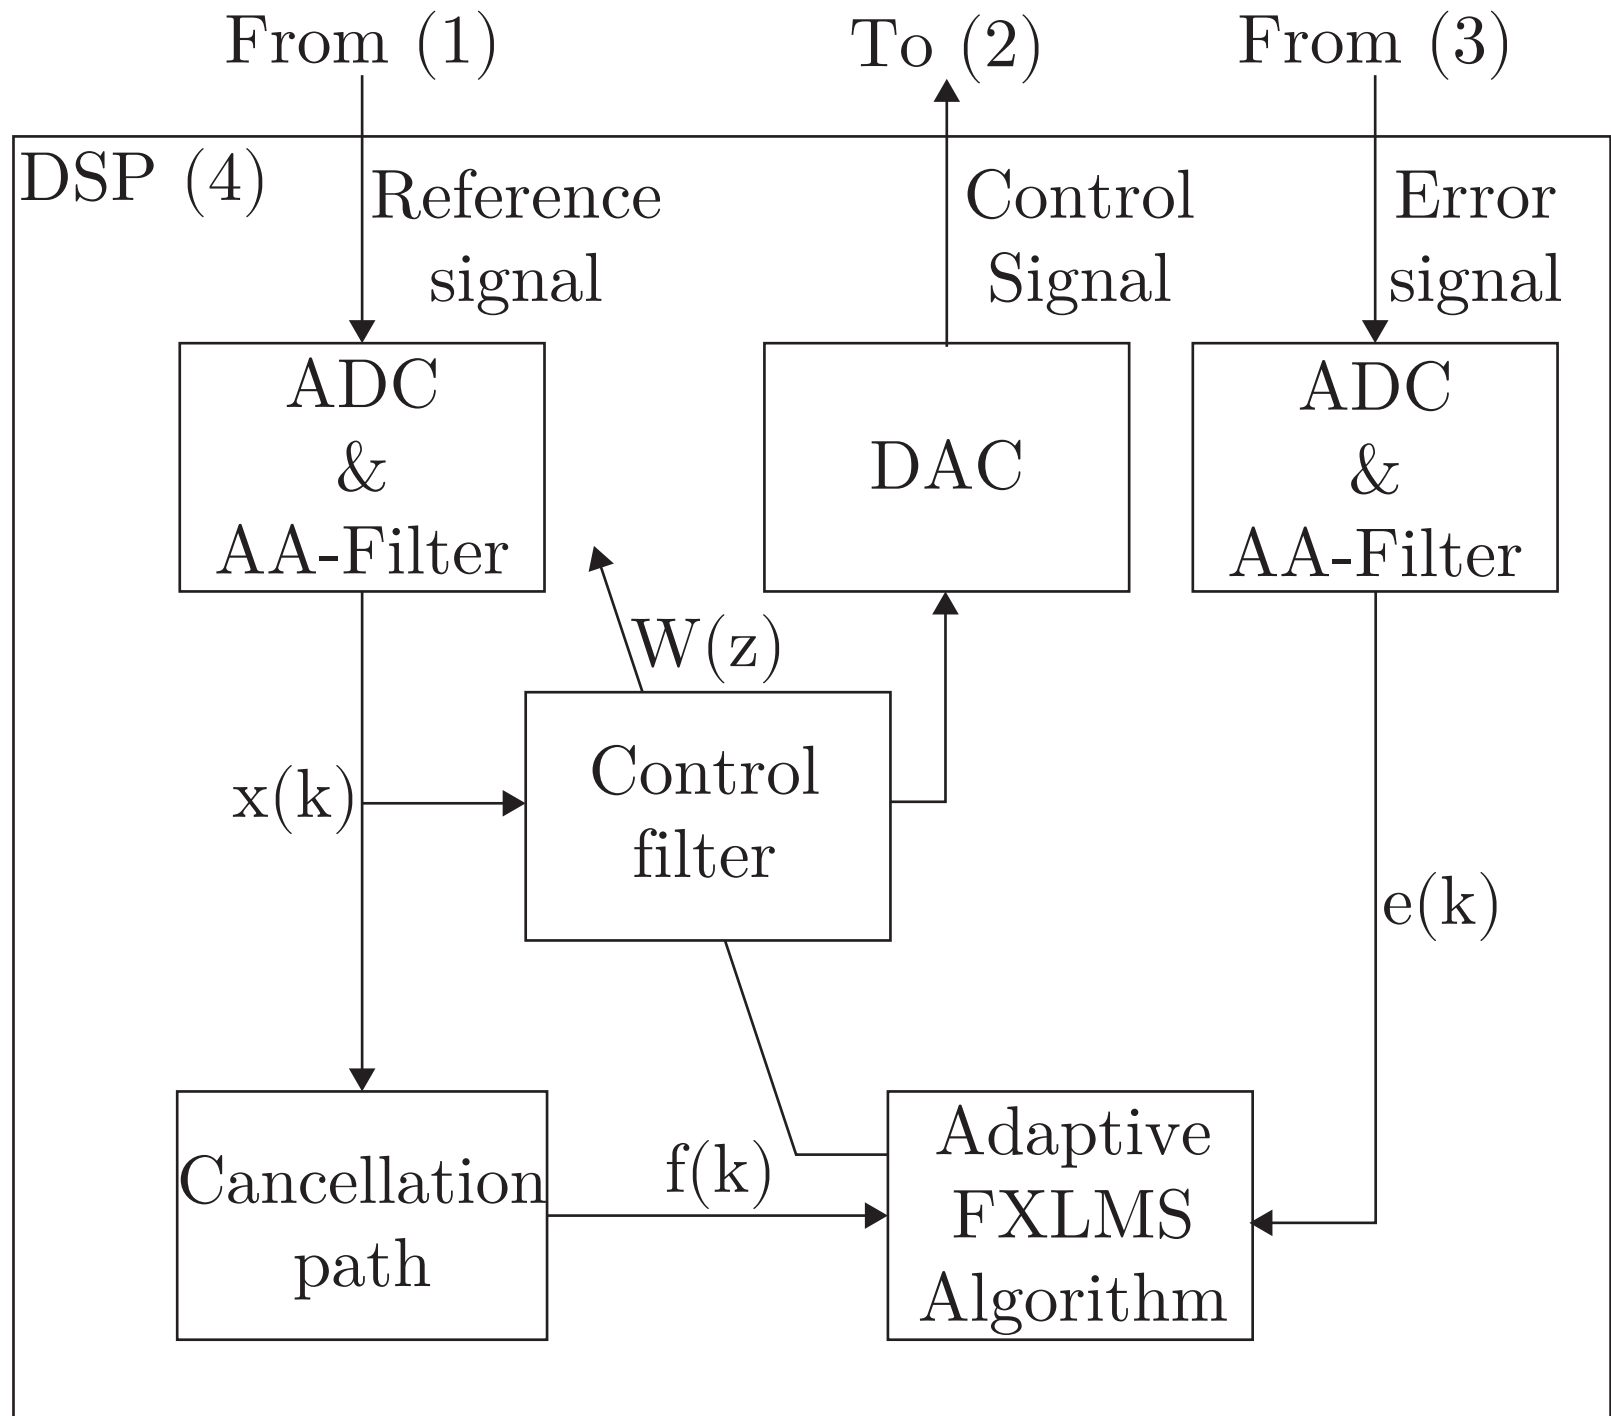 From (1)
To (2)
From (3)
DSP (4)
Reference
signal
Control
Signal
Error
signal
ADC
&
AA-Filter
DAC
ADC
&
AA-Filter
W(z)
x(k)
Control
filter
e(k)
Cancellation
path
f(k)
Adaptive
FXLMS
Algorithm